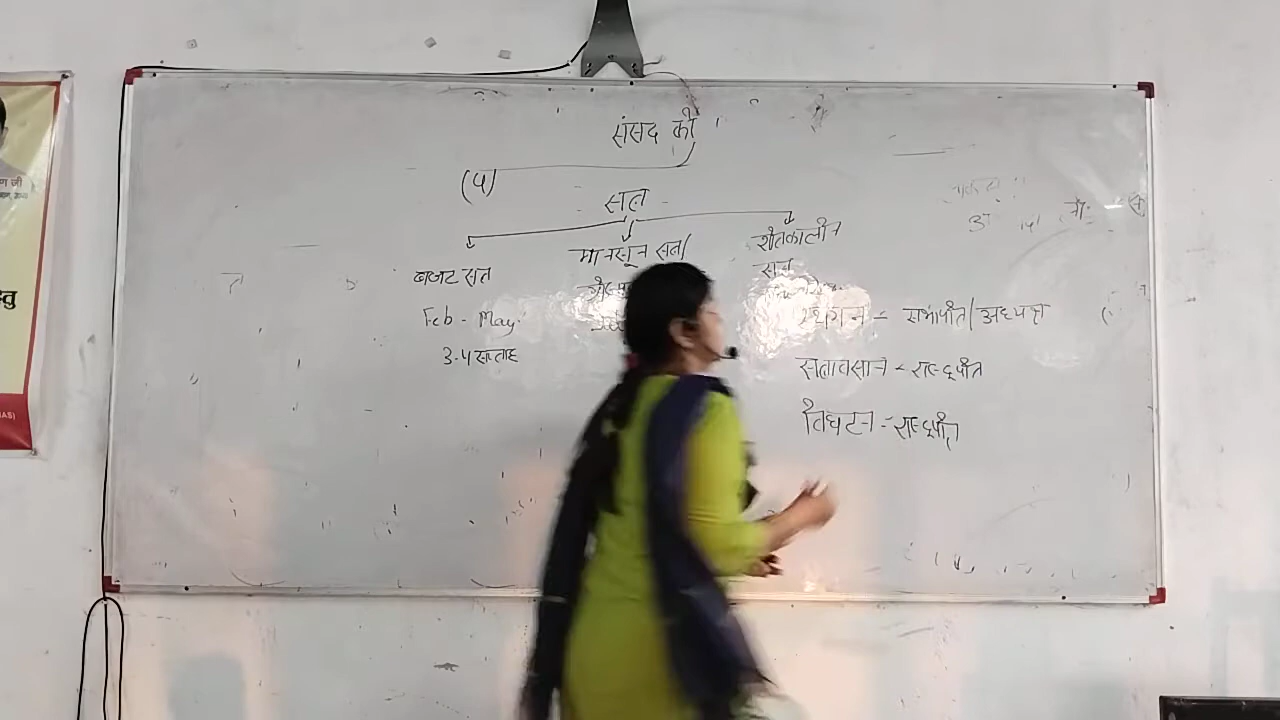 संसद की
(५)
सत्र
बजट सत्र
Feb - May.
3-4 सप्ताह
मानसून सत्र/
शीतकालीन
सत्र
स्थगन = सभापति/अध्यक्ष
सत्रावसान - राष्ट्रपति
विघटन - राष्ट्रपति
ण जी
तु
IAS)